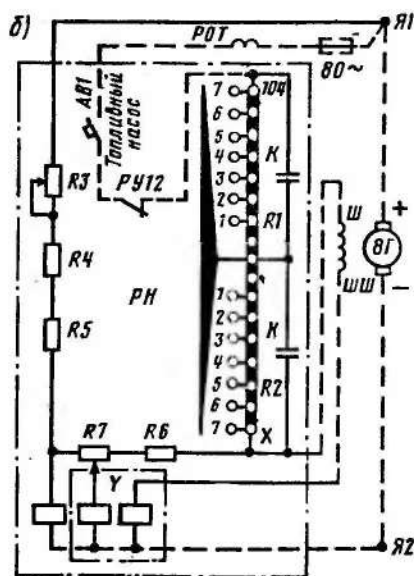 б)
РОТ
Я1
80~
АВ1
Топливный насос
7
104
6
5
К
4
3
РУ12
2
R1
1
R3
Ш
+
ВГ
ШШ
−
R4
РН
1
2
К
3
R5
4
5
R2
6
R7
R6
7
Х
Y
Я2